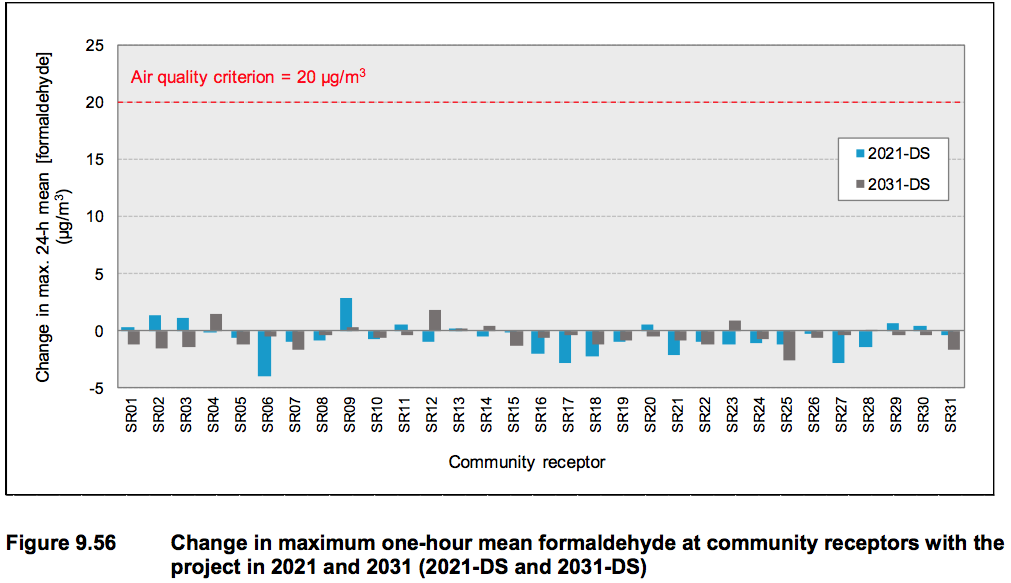 Change in max. 24-h mean [formaldehyde]
(µg/m³)
25
20
15
10
5
0
-5
Air quality criterion = 20 µg/m³
2021-DS
2031-DS
SR01 SR02 SR03 SR04 SR05 SR06 SR07 SR08 SR09 SR10 SR11 SR12 SR13 SR14 SR15 SR16 SR17 SR18 SR19 SR20 SR21 SR22 SR23 SR24 SR25 SR26 SR27 SR28 SR29 SR30 SR31
Community receptor
Figure 9.56 Change in maximum one-hour mean formaldehyde at community receptors with the
project in 2021 and 2031 (2021-DS and 2031-DS)